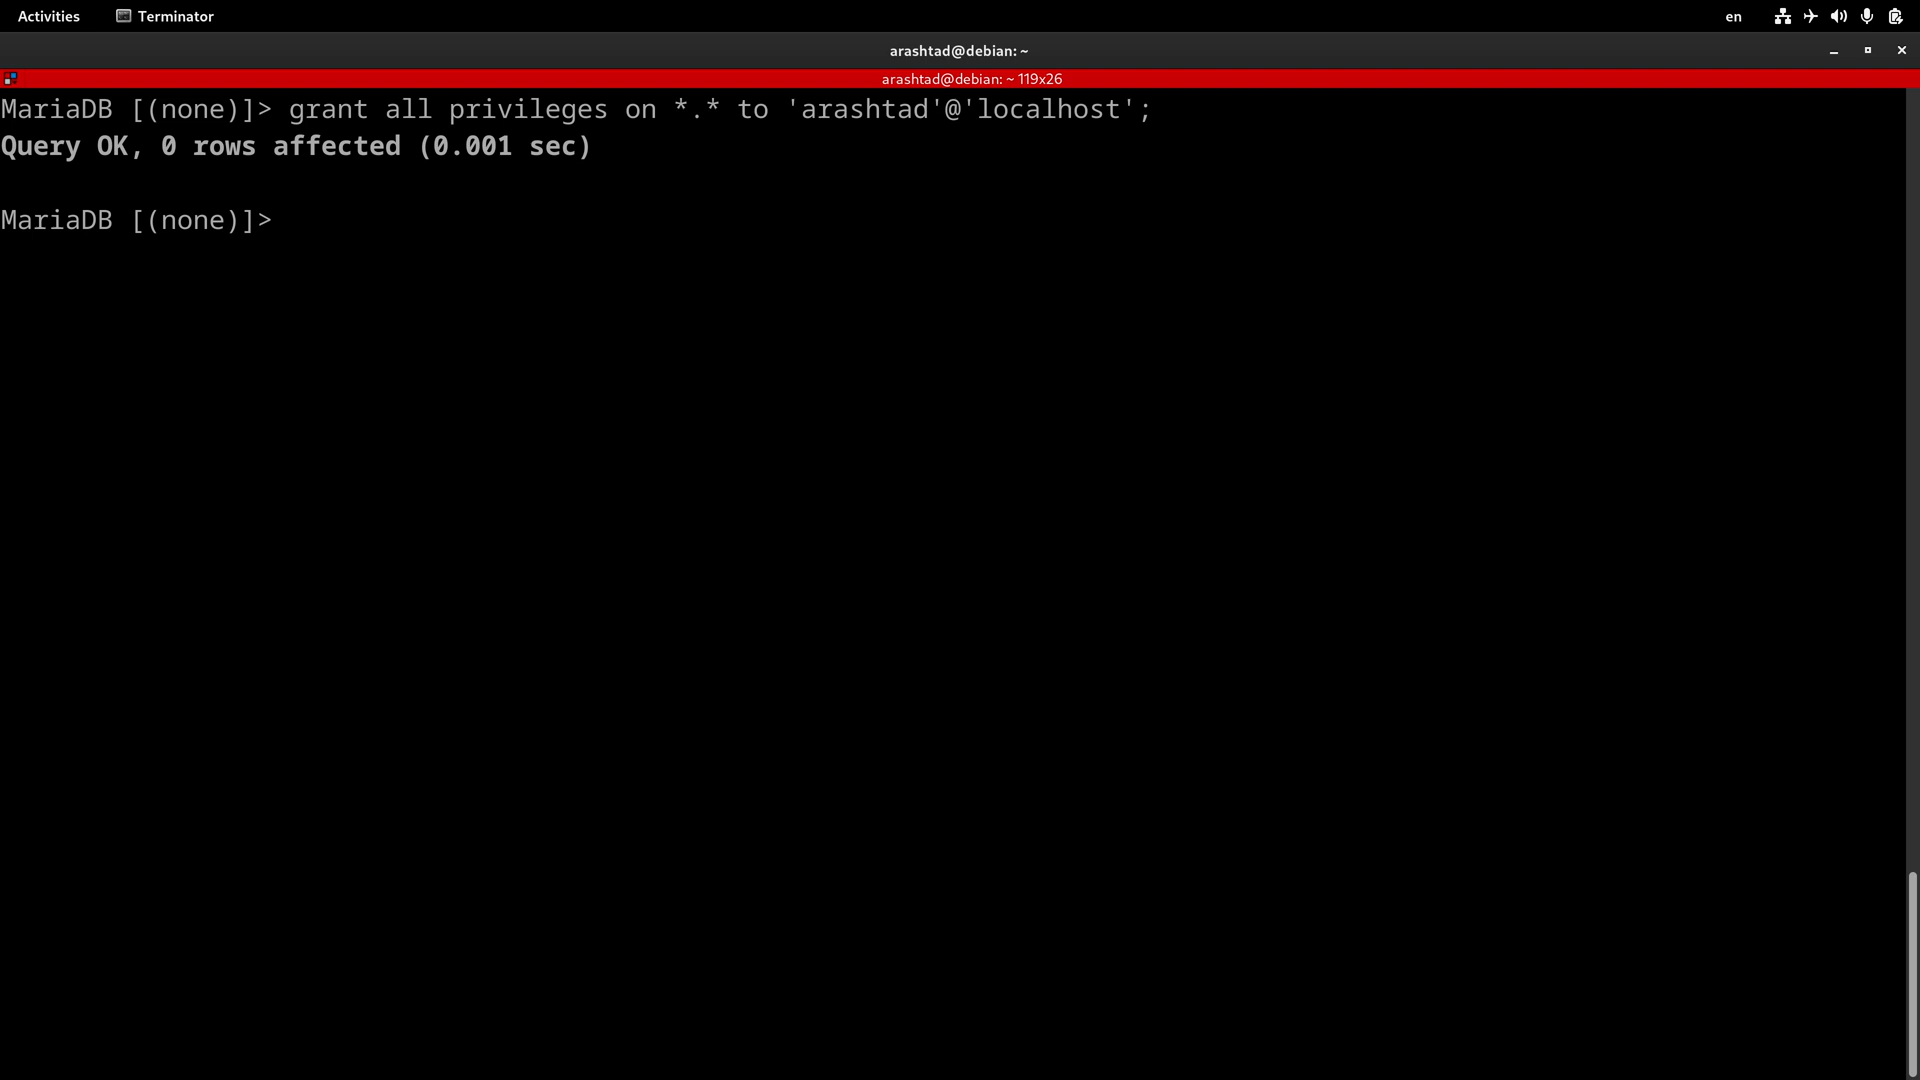 Activities Terminator en
arashtad@debian: ~
arashtad@debian: ~ 119x26
MariaDB [(none)]> grant all privileges on *.* to 'arashtad'@'localhost';
Query OK, 0 rows affected (0.001 sec)
MariaDB [(none)]>